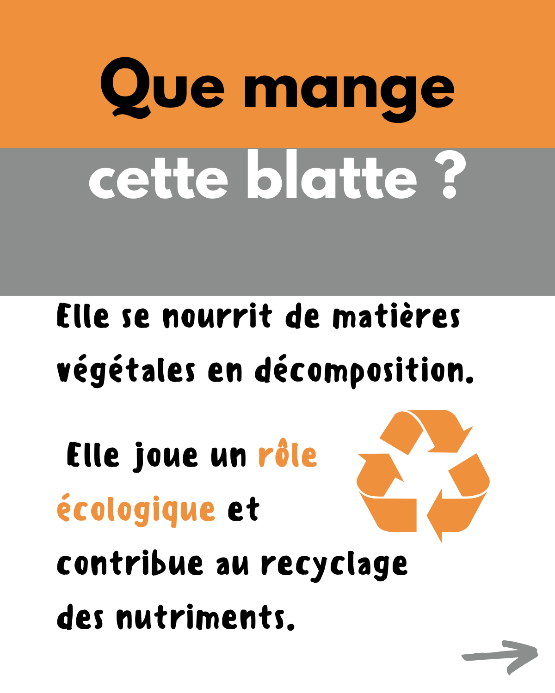 Que mange
cette blatte ?
Elle se nourrit de matières
végétales en décomposition.
Elle joue un rôle
écologique et
contribue au recyclage
des nutriments.